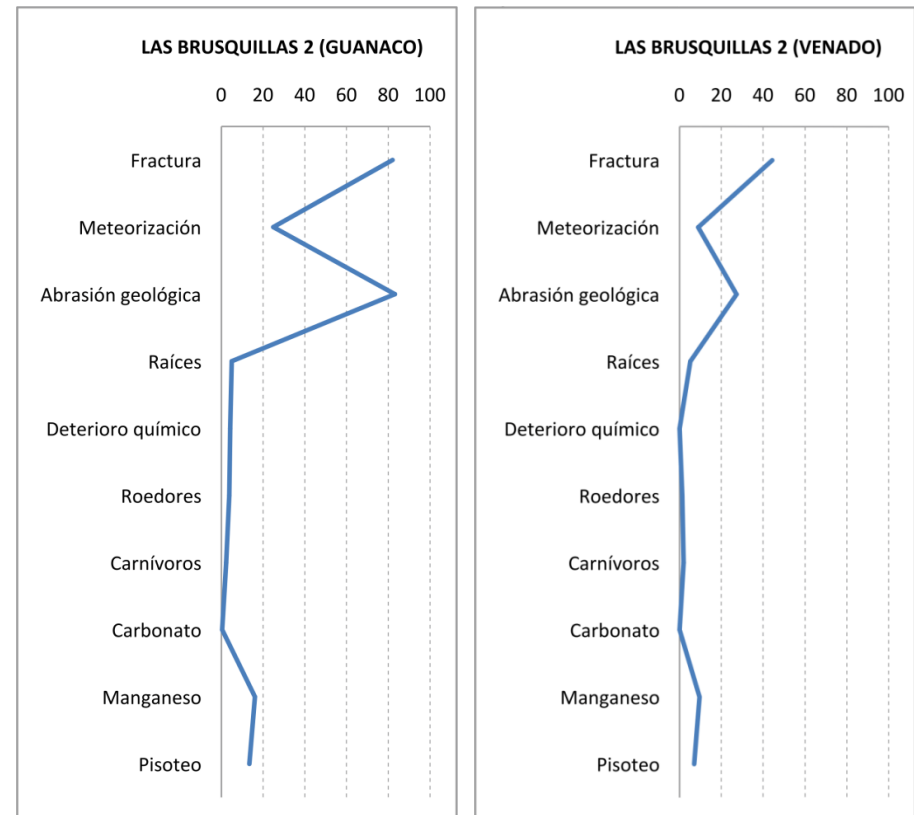 LAS BRUSQUILLAS 2 (GUANACO)
0 20 40 60 80 100
Fractura
Meteorización
Abrasión geológica
Raíces
Deterioro químico
Roedores
Carnívoros
Carbonato
Manganeso
Pisoteo
LAS BRUSQUILLAS 2 (VENADO)
0 20 40 60 80 100
Fractura
Meteorización
Abrasión geológica
Raíces
Deterioro químico
Roedores
Carnívoros
Carbonato
Manganeso
Pisoteo